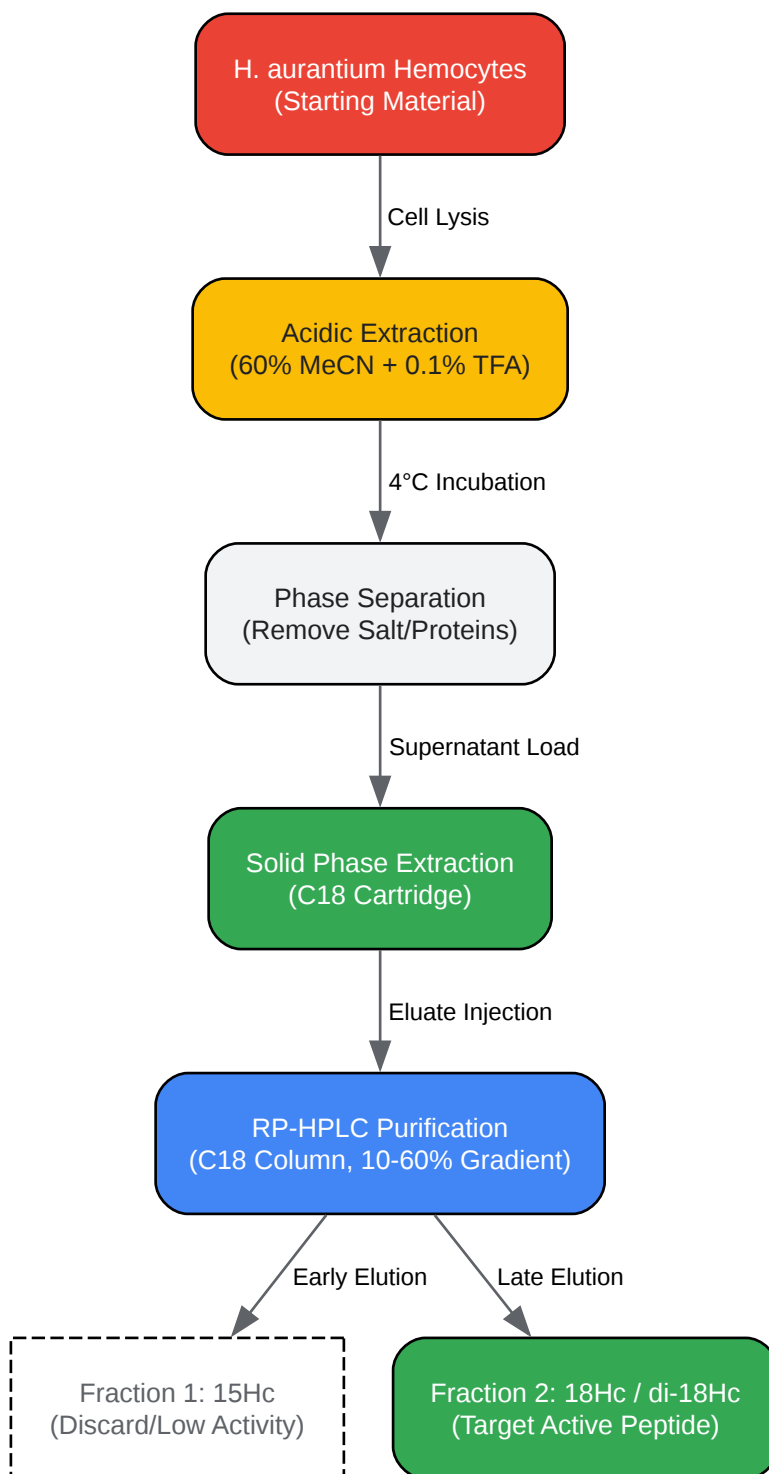 H. aurantium Hemocytes
(Starting Material)
Cell Lysis
Acidic Extraction
(60% MeCN + 0.1% TFA)
4°C Incubation
Phase Separation
(Remove Salt/Proteins)
Supernatant Load
Solid Phase Extraction
(C18 Cartridge)
Eluate Injection
RP-HPLC Purification
(C18 Column, 10-60% Gradient)
Early Elution
Late Elution
Fraction 1: 15Hc
(Discard/Low Activity)
Fraction 2: 18Hc / di-18Hc
(Target Active Peptide)